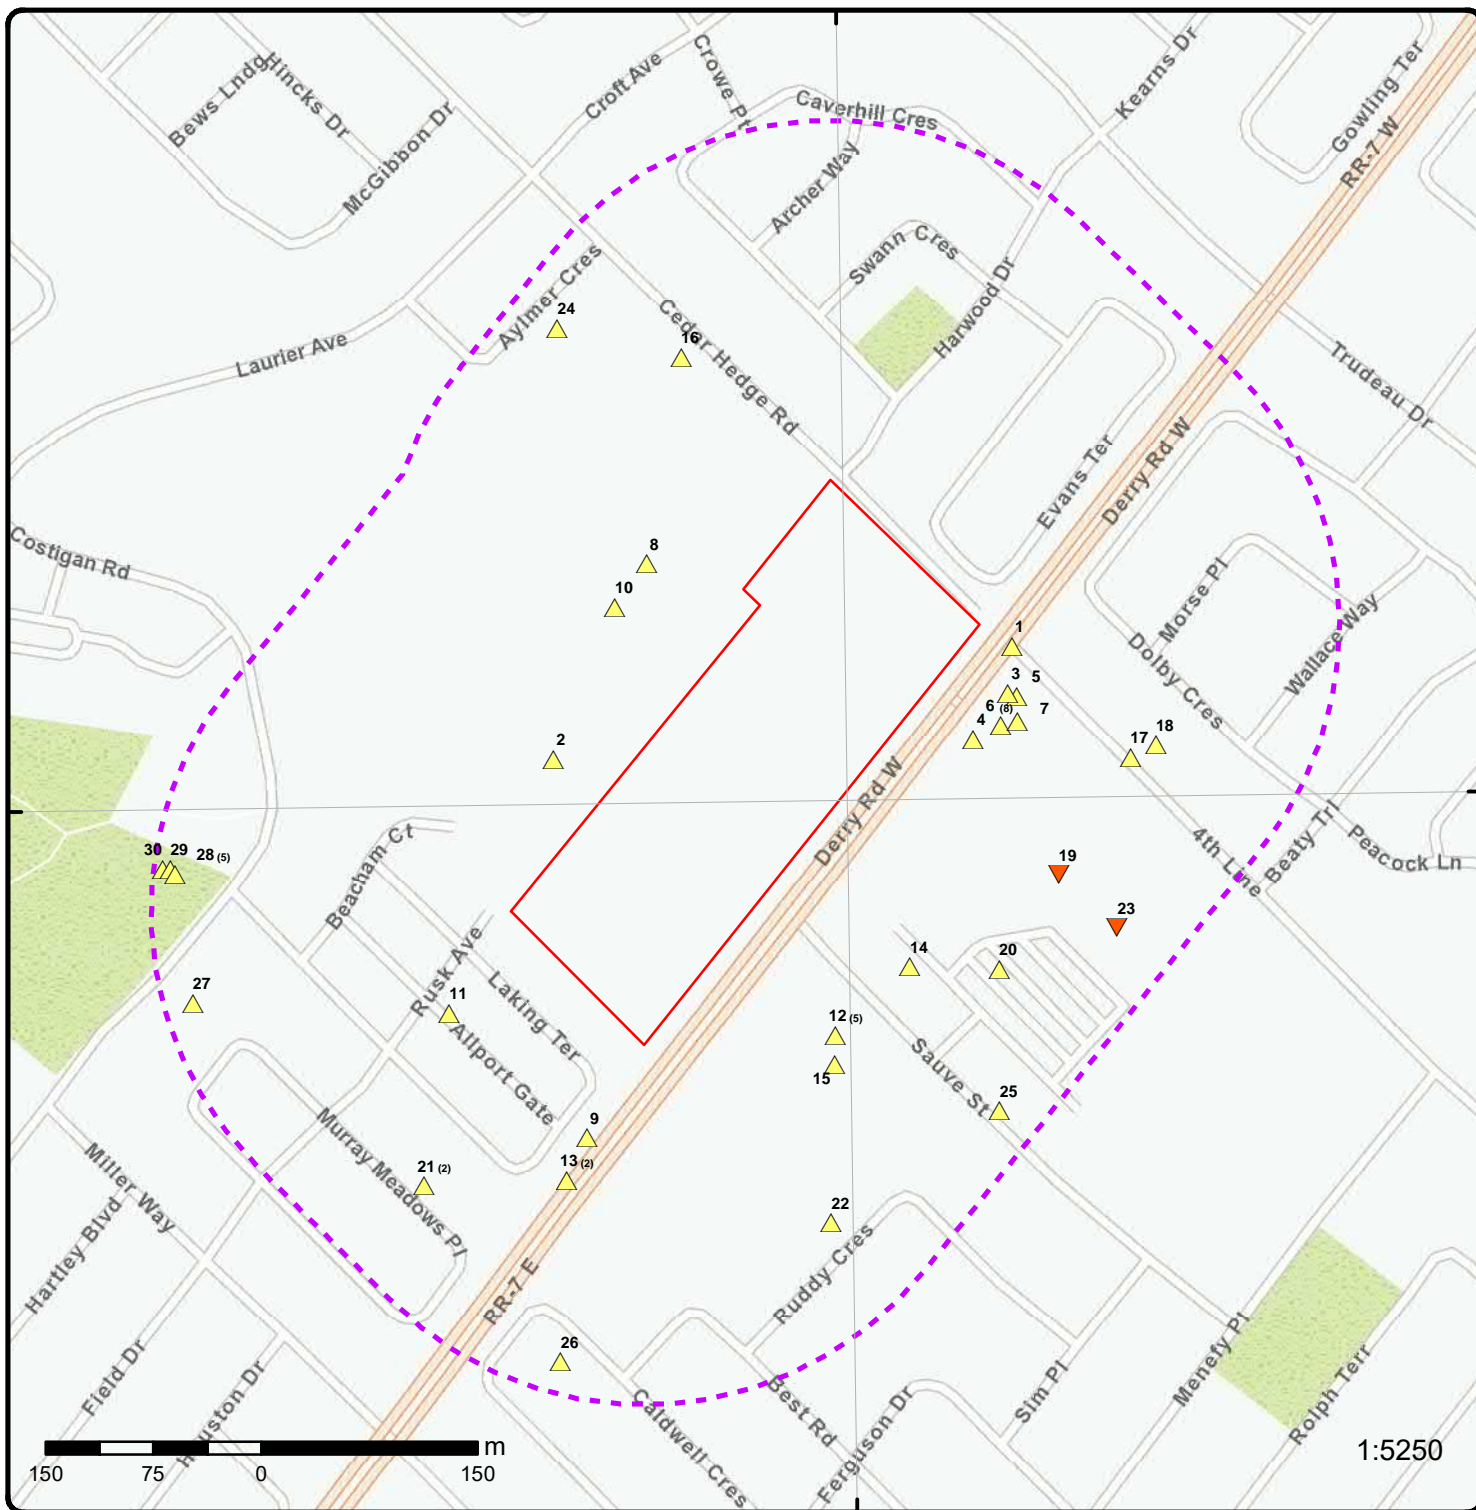 Crowe Pt
Croft Ave
Kearns Dr
Gowling Ter
Bews Lndg
Hincks Dr
McGibbon Dr
Caverhill Cres
RR-7 W
Archer Way
Swann Cres
Aylmer Cres
24
Cedar Hedge Rd
16
Harwood Dr
Laurier Ave
Trudeau Dr
Derry Rd W
Evans Ter
Costigan Rd
8
10
Morse Pl
Wallace Way
1
Dolby Cres
3 5
6 (8) 7
4
2
17 18
Derry Rd W
4th Line
Beaty Trl
Peacock Ln
30 29 28 (5)
Beacham Ct
19
23
14
20
27
Rusk Ave
11
Laking Ter
Allport Gate
12 (5)
15
Sauve St
25
Murray Meadows Pl
9
13 (2)
21 (2)
22
Miller Way
Hartley Blvd
Ruddy Cres
RR-7 E
26
Field Dr
Houston Dr
Caldwell Cres
Best Rd
Ferguson Dr
Sim Pl
Menefy Pl
Rolph Terr
m
150 75 0 150
1:5250